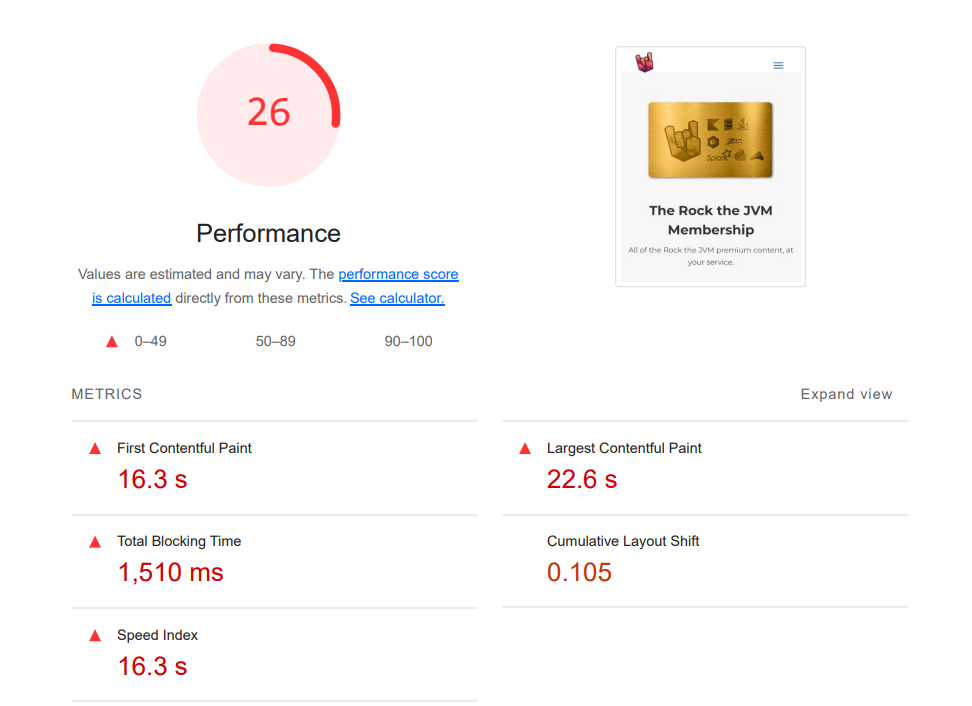 26
Performance
Values are estimated and may vary. The performance score
is calculated directly from these metrics. See calculator.
0–49
50–89
90–100
The Rock the JVM
Membership
All of the Rock the JVM premium content, at
your service.
Spark
METRICS
Expand view
First Contentful Paint
16.3 s
Largest Contentful Paint
22.6 s
Total Blocking Time
1,510 ms
Cumulative Layout Shift
0.105
Speed Index
16.3 s